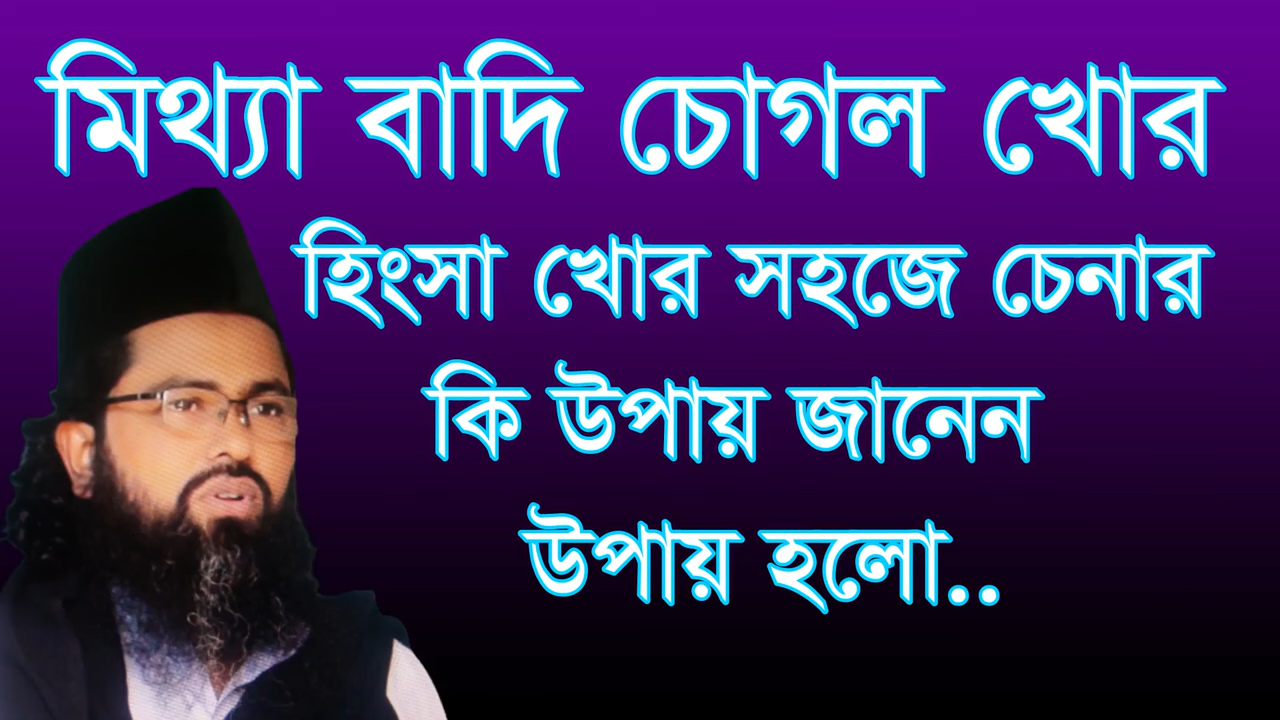 মিথ্যা বাদি চোগল খোর
হিংসা খোর সহজে চেনার
কি উপায় জানেন
উপায় হলো..